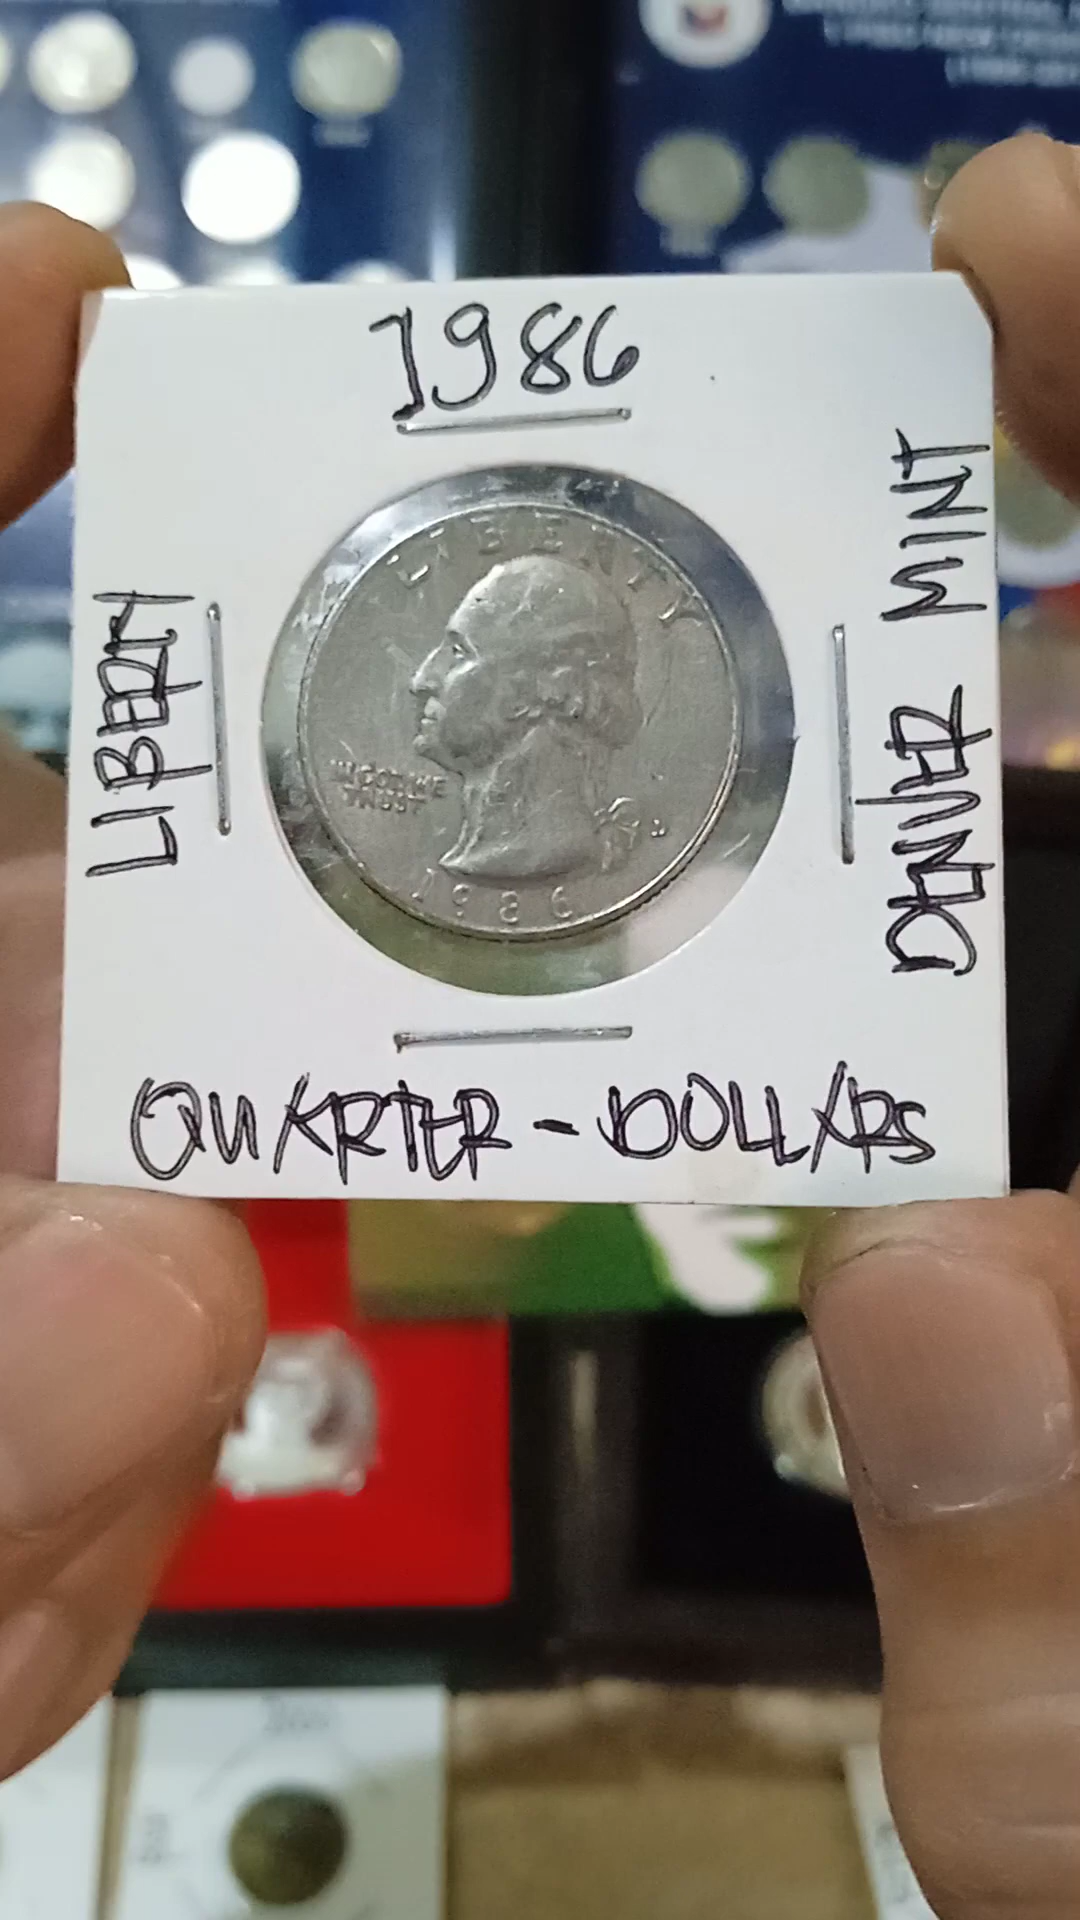 1986
LIBERTY
DENVER MINT
LIBERTY
IN GOD WE
TRUST
D
1986
QUARTER - DOLLARS